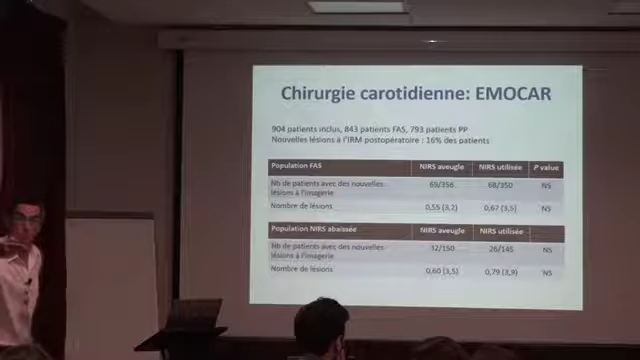 Chirurgie carotidienne: EMOCAR
904 patients inclus, 843 patients FAS, 793 patients PP
Nouvelles lésions à l'IRM postopératoire : 16% des patients
Population FAS NIRS aveugle NIRS utilisée P value
Nb de patients avec des nouvelles lésions à l'imagerie 69/356 68/350 NS
Nombre de lésions 0,55 (3,2) 0,67 (3,5) NS
Population NIRS abaissée NIRS aveugle NIRS utilisée
Nb de patients avec des nouvelles lésions à l'imagerie 32/150 26/145 NS
Nombre de lésions 0,60 (3,5) 0,79 (3,9) NS